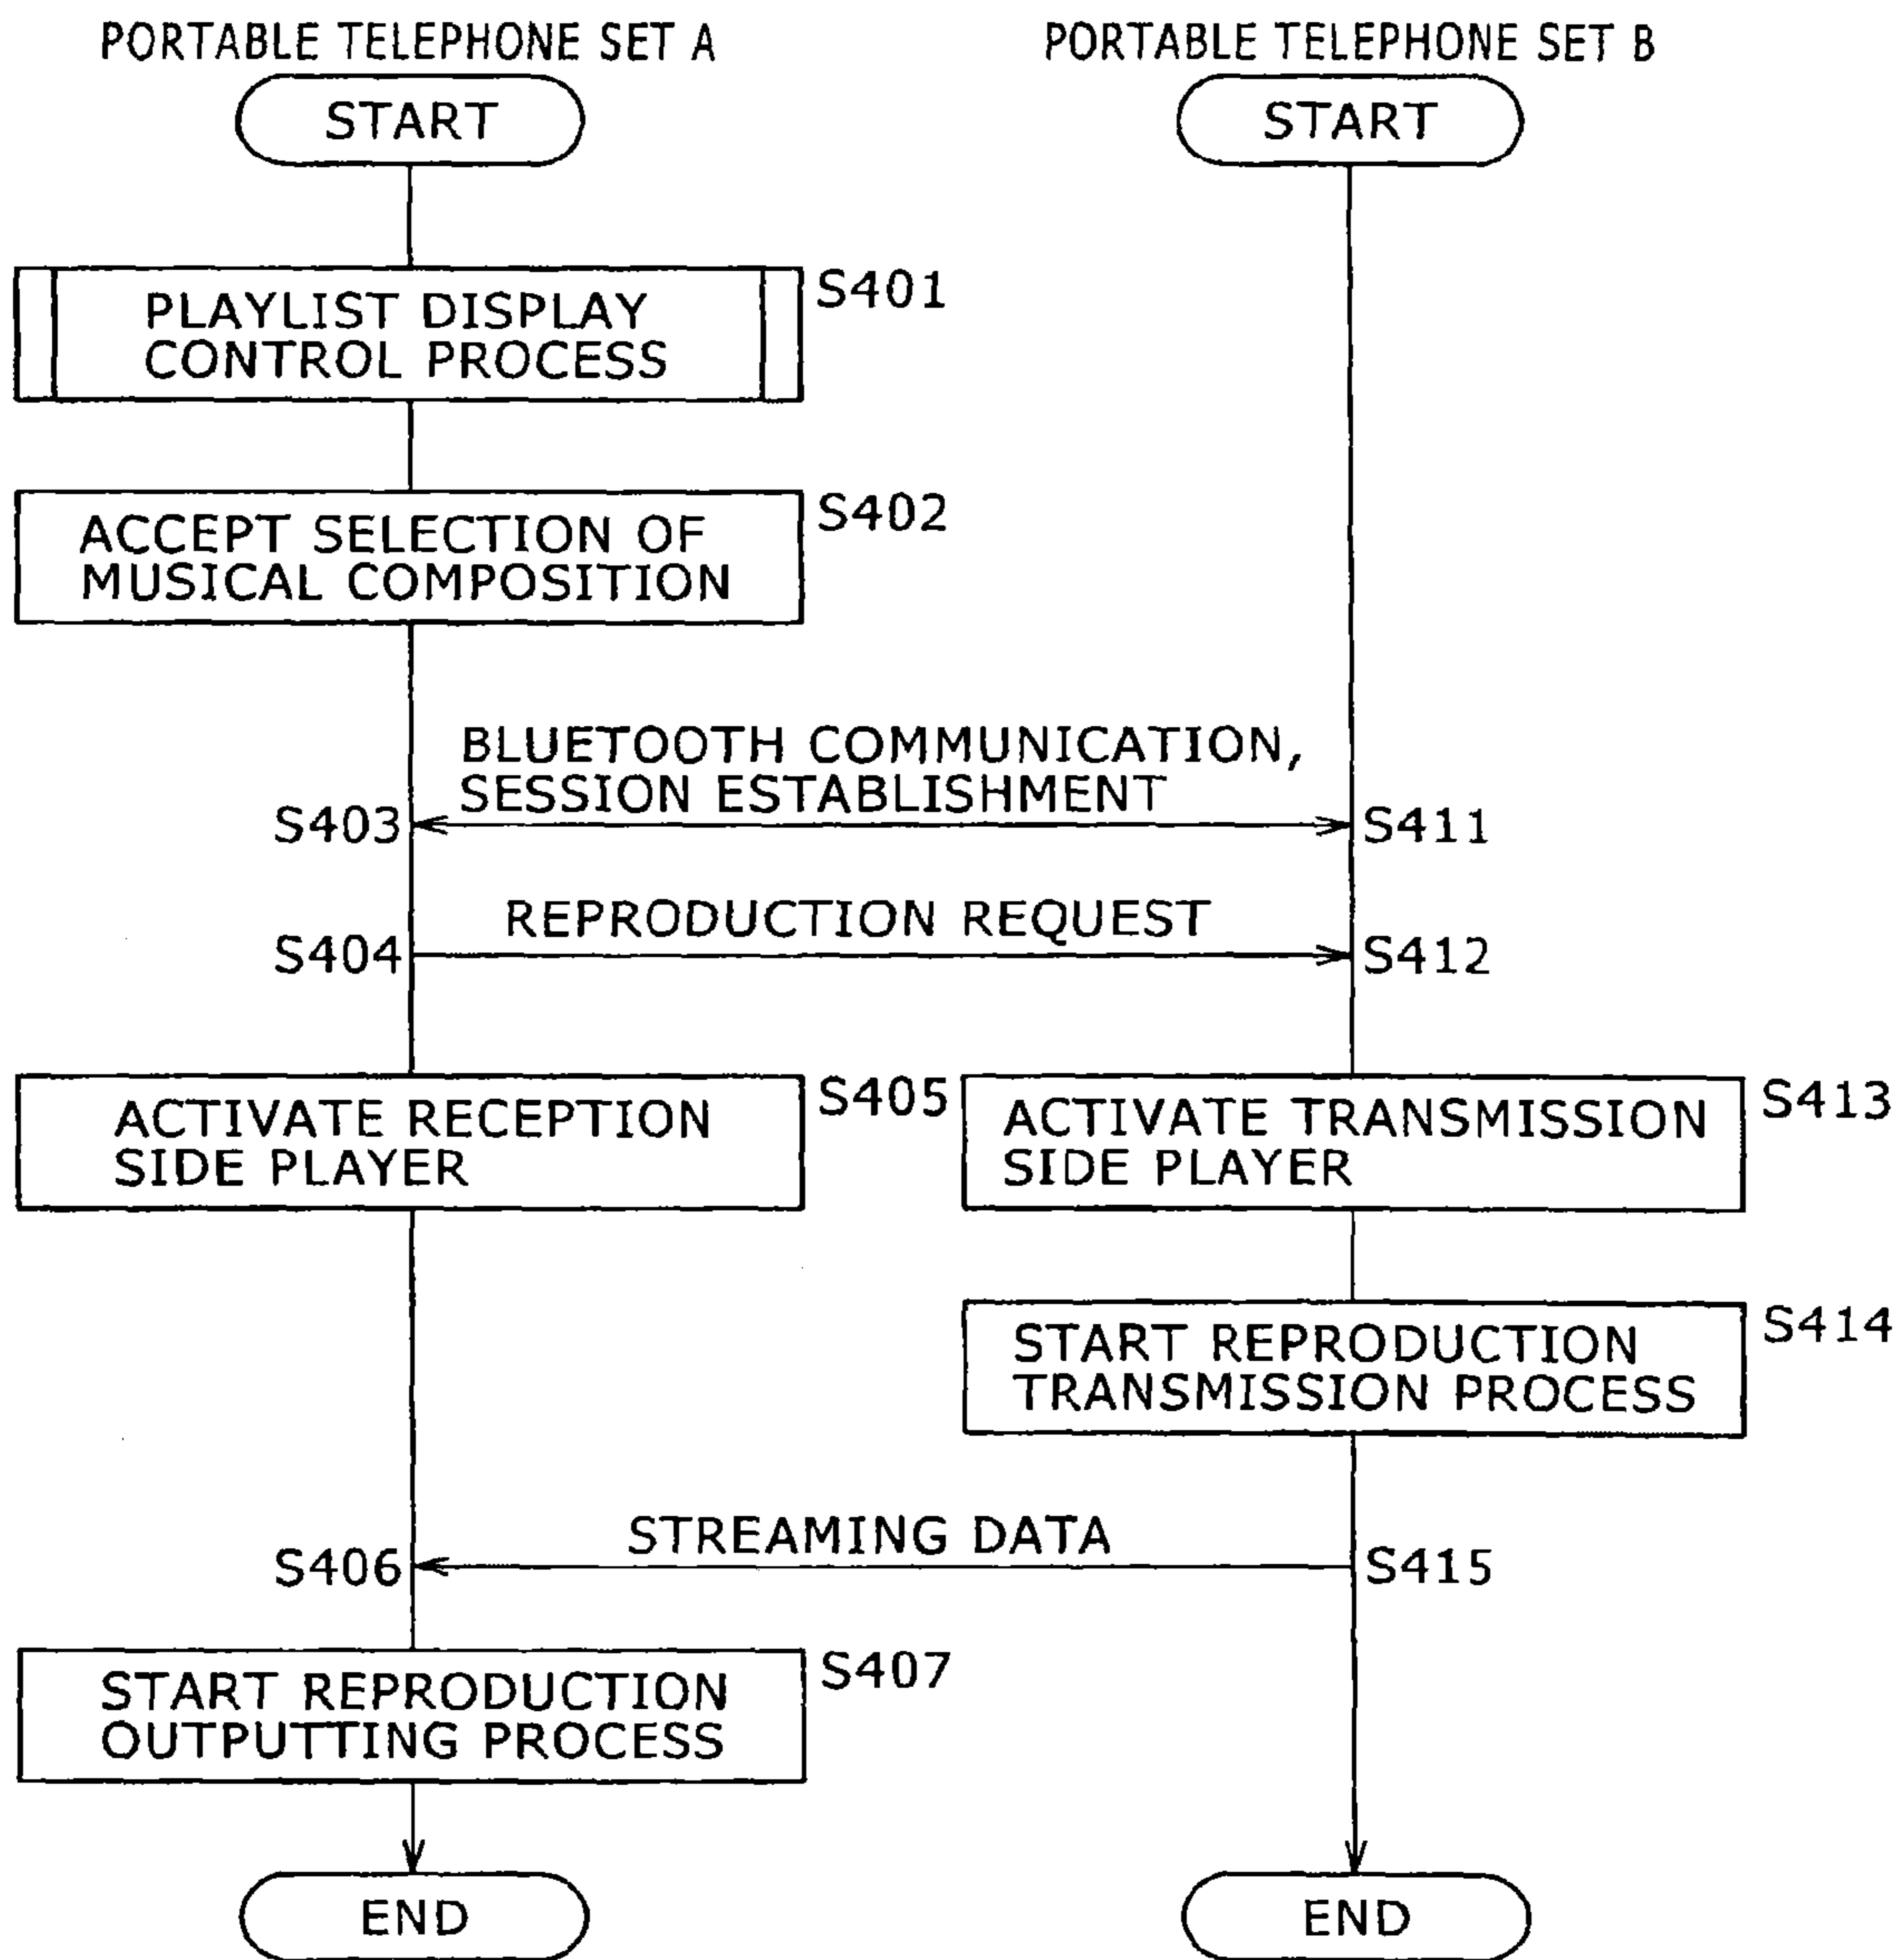 PORTABLE TELEPHONE SET A
PORTABLE TELEPHONE SET B
START
START
PLAYLIST DISPLAY
CONTROL PROCESS
S401
ACCEPT SELECTION OF
MUSICAL COMPOSITION
S402
BLUETOOTH COMMUNICATION,
SESSION ESTABLISHMENT
S403
S411
REPRODUCTION REQUEST
S404
S412
ACTIVATE RECEPTION
SIDE PLAYER
S405
ACTIVATE TRANSMISSION
SIDE PLAYER
S413
START REPRODUCTION
TRANSMISSION PROCESS
S414
STREAMING DATA
S406
S415
START REPRODUCTION
OUTPUTTING PROCESS
S407
END
END